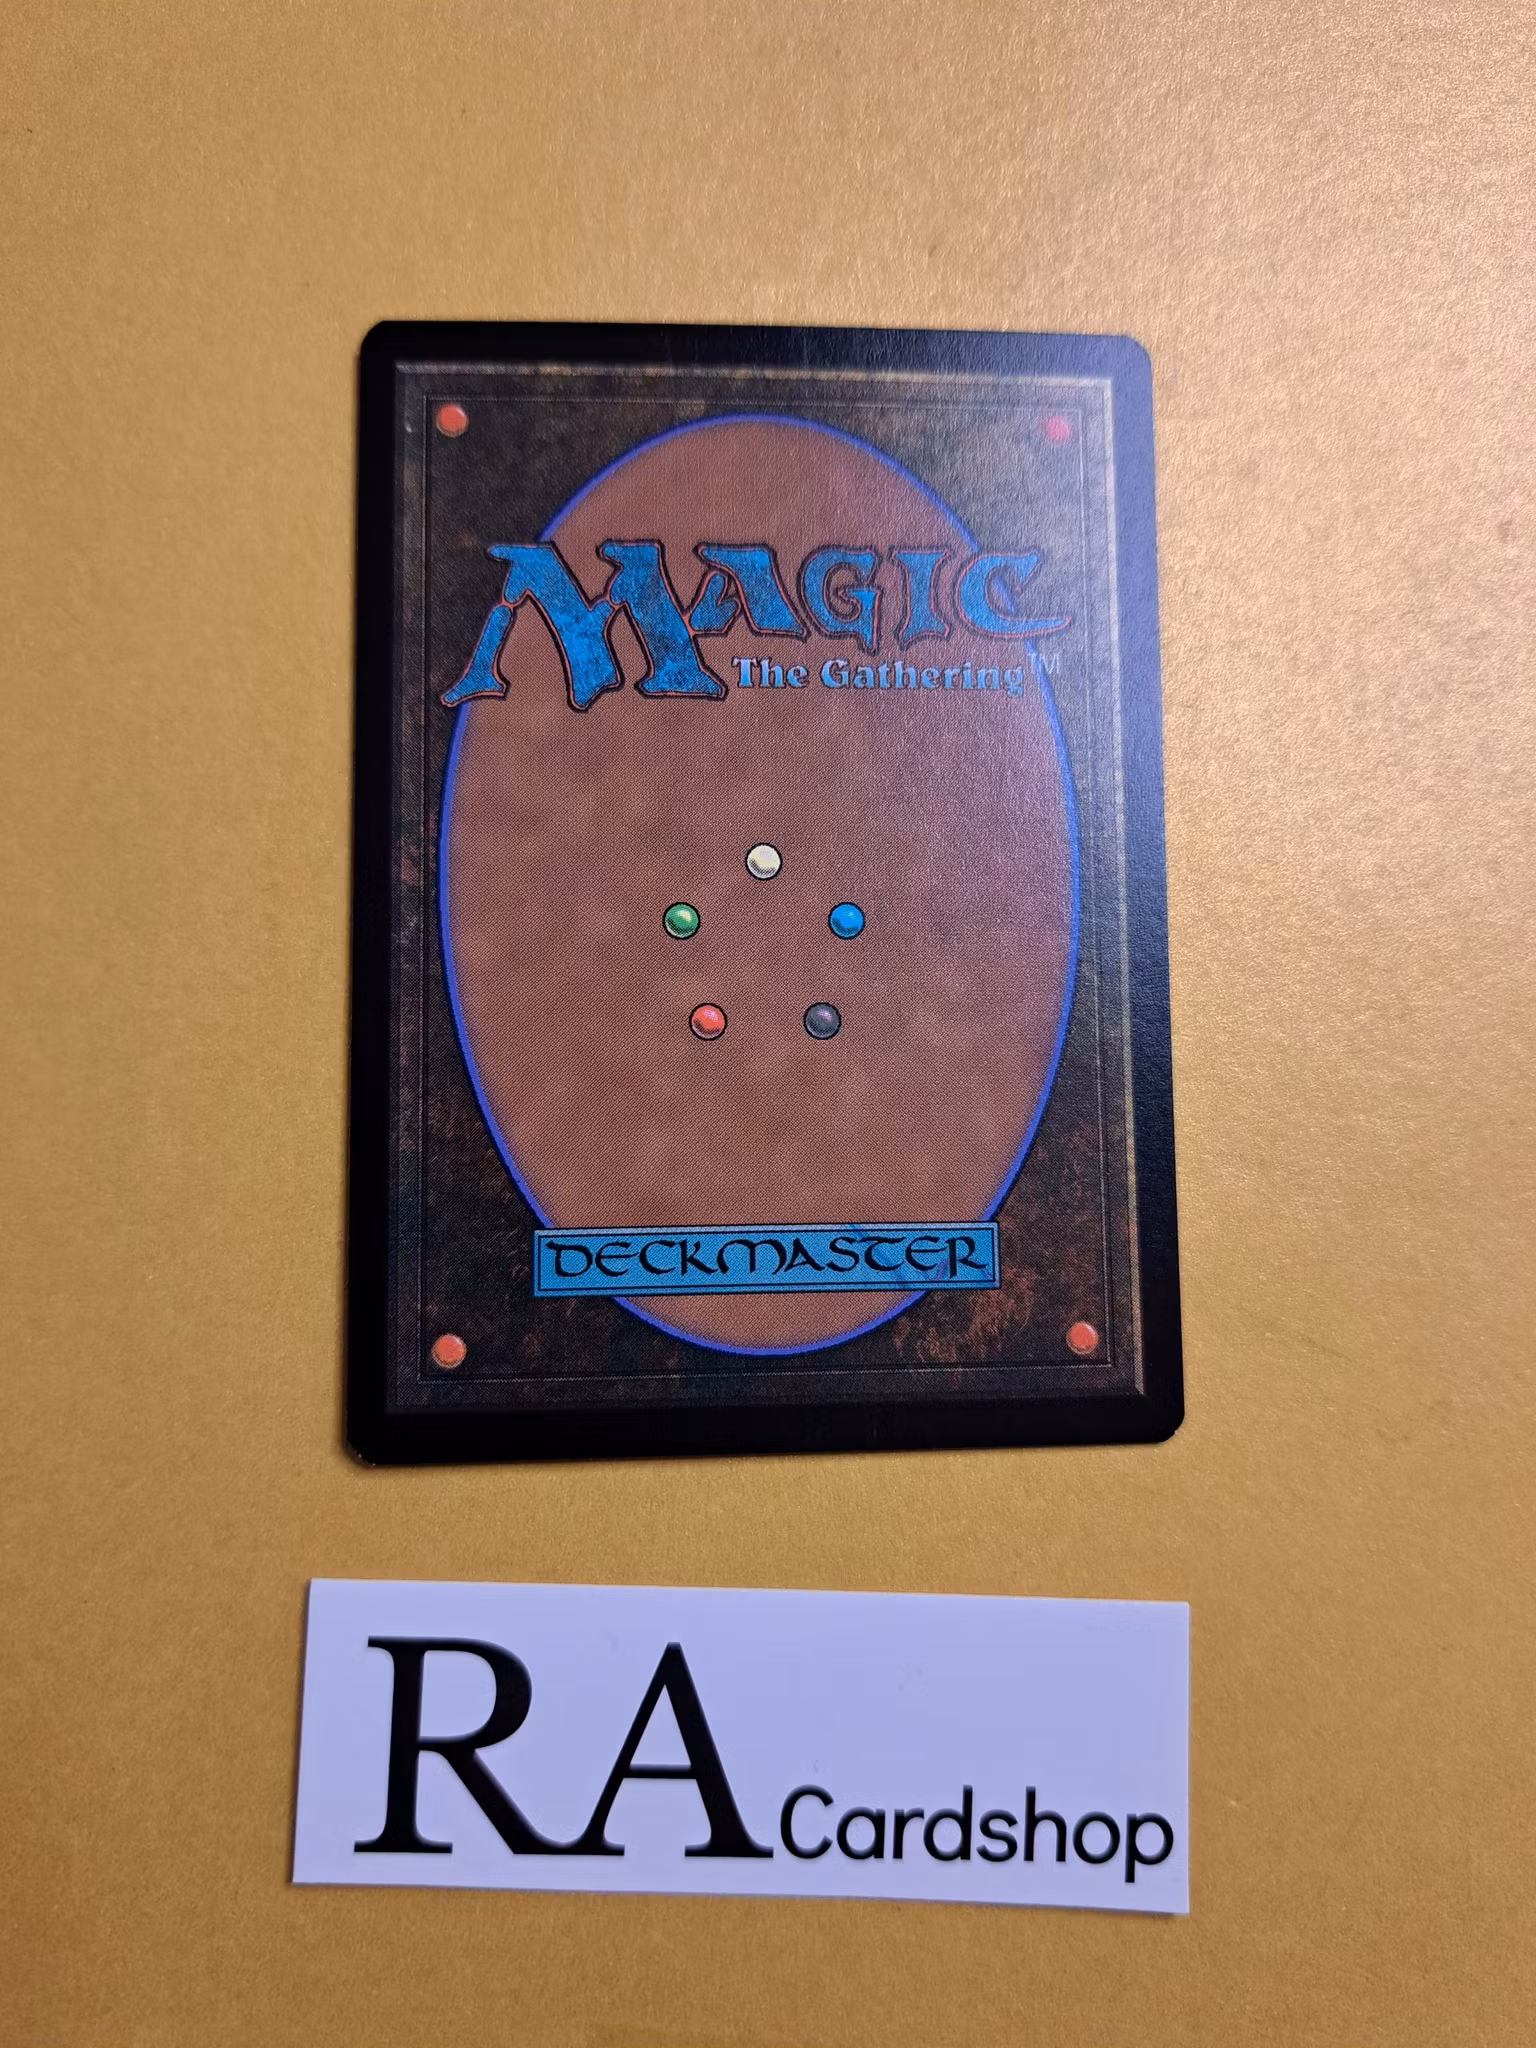 MAGIC
The Gathering™
DECKMASTER
RA Cardshop